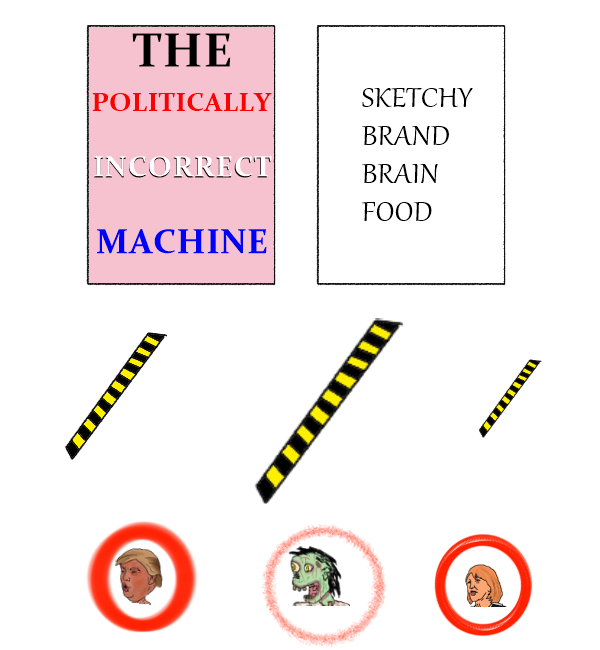 THE
POLITICALLY
INCORRECT
MACHINE
SKETCHY
BRAND
BRAIN
FOOD